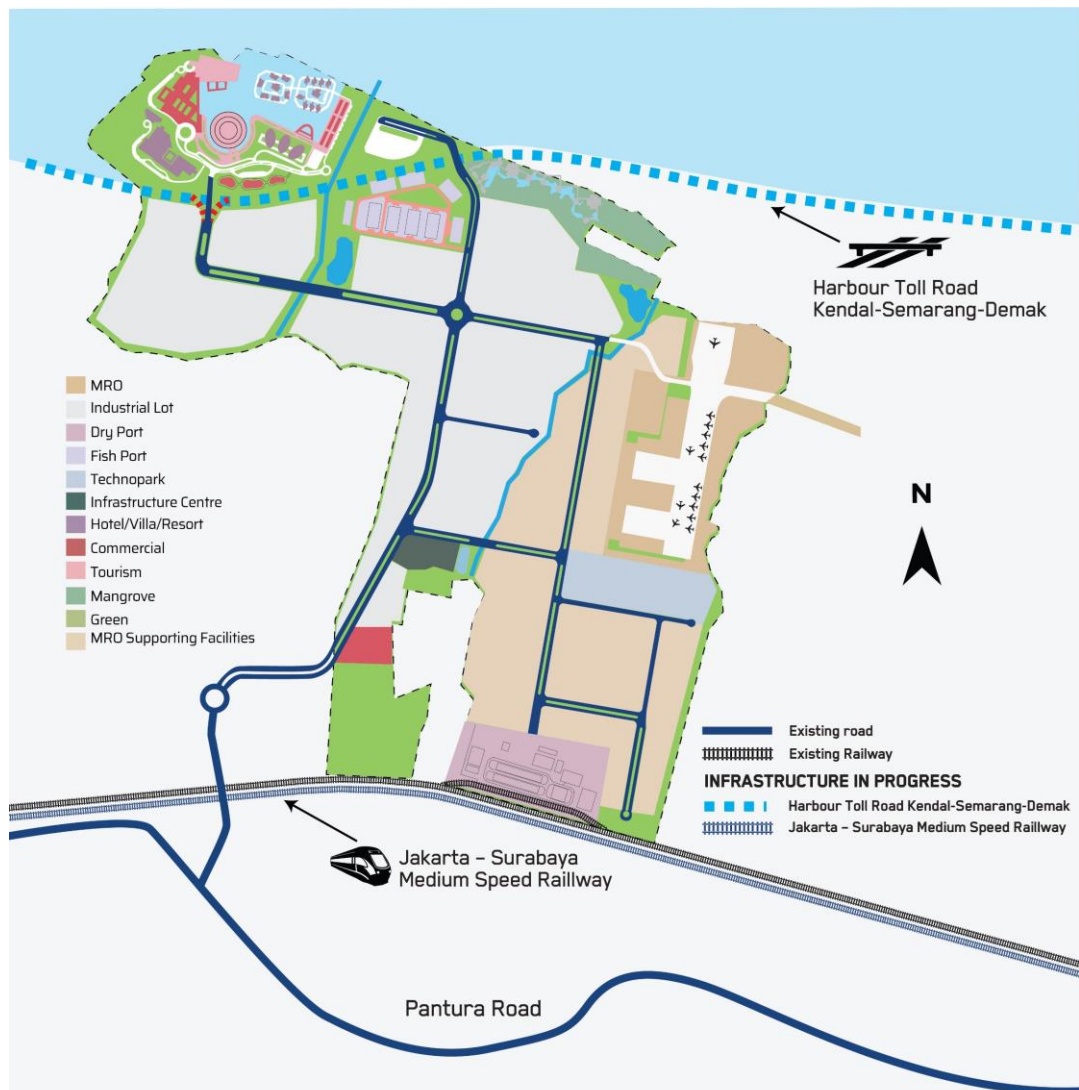 Harbour Toll Road
Kendal-Semarang-Demak
MRO
Industrial Lot
Dry Port
Fish Port
Technopark
Infrastructure Centre
Hotel/Villa/Resort
Commercial
Tourism
Mangrove
Green
MRO Supporting Facilities
N
Existing road
Existing Railway
INFRASTRUCTURE IN PROGRESS
Harbour Toll Road Kendal-Semarang-Demak
Jakarta – Surabaya Medium Speed Raillway
Jakarta – Surabaya
Medium Speed Raillway
Pantura Road